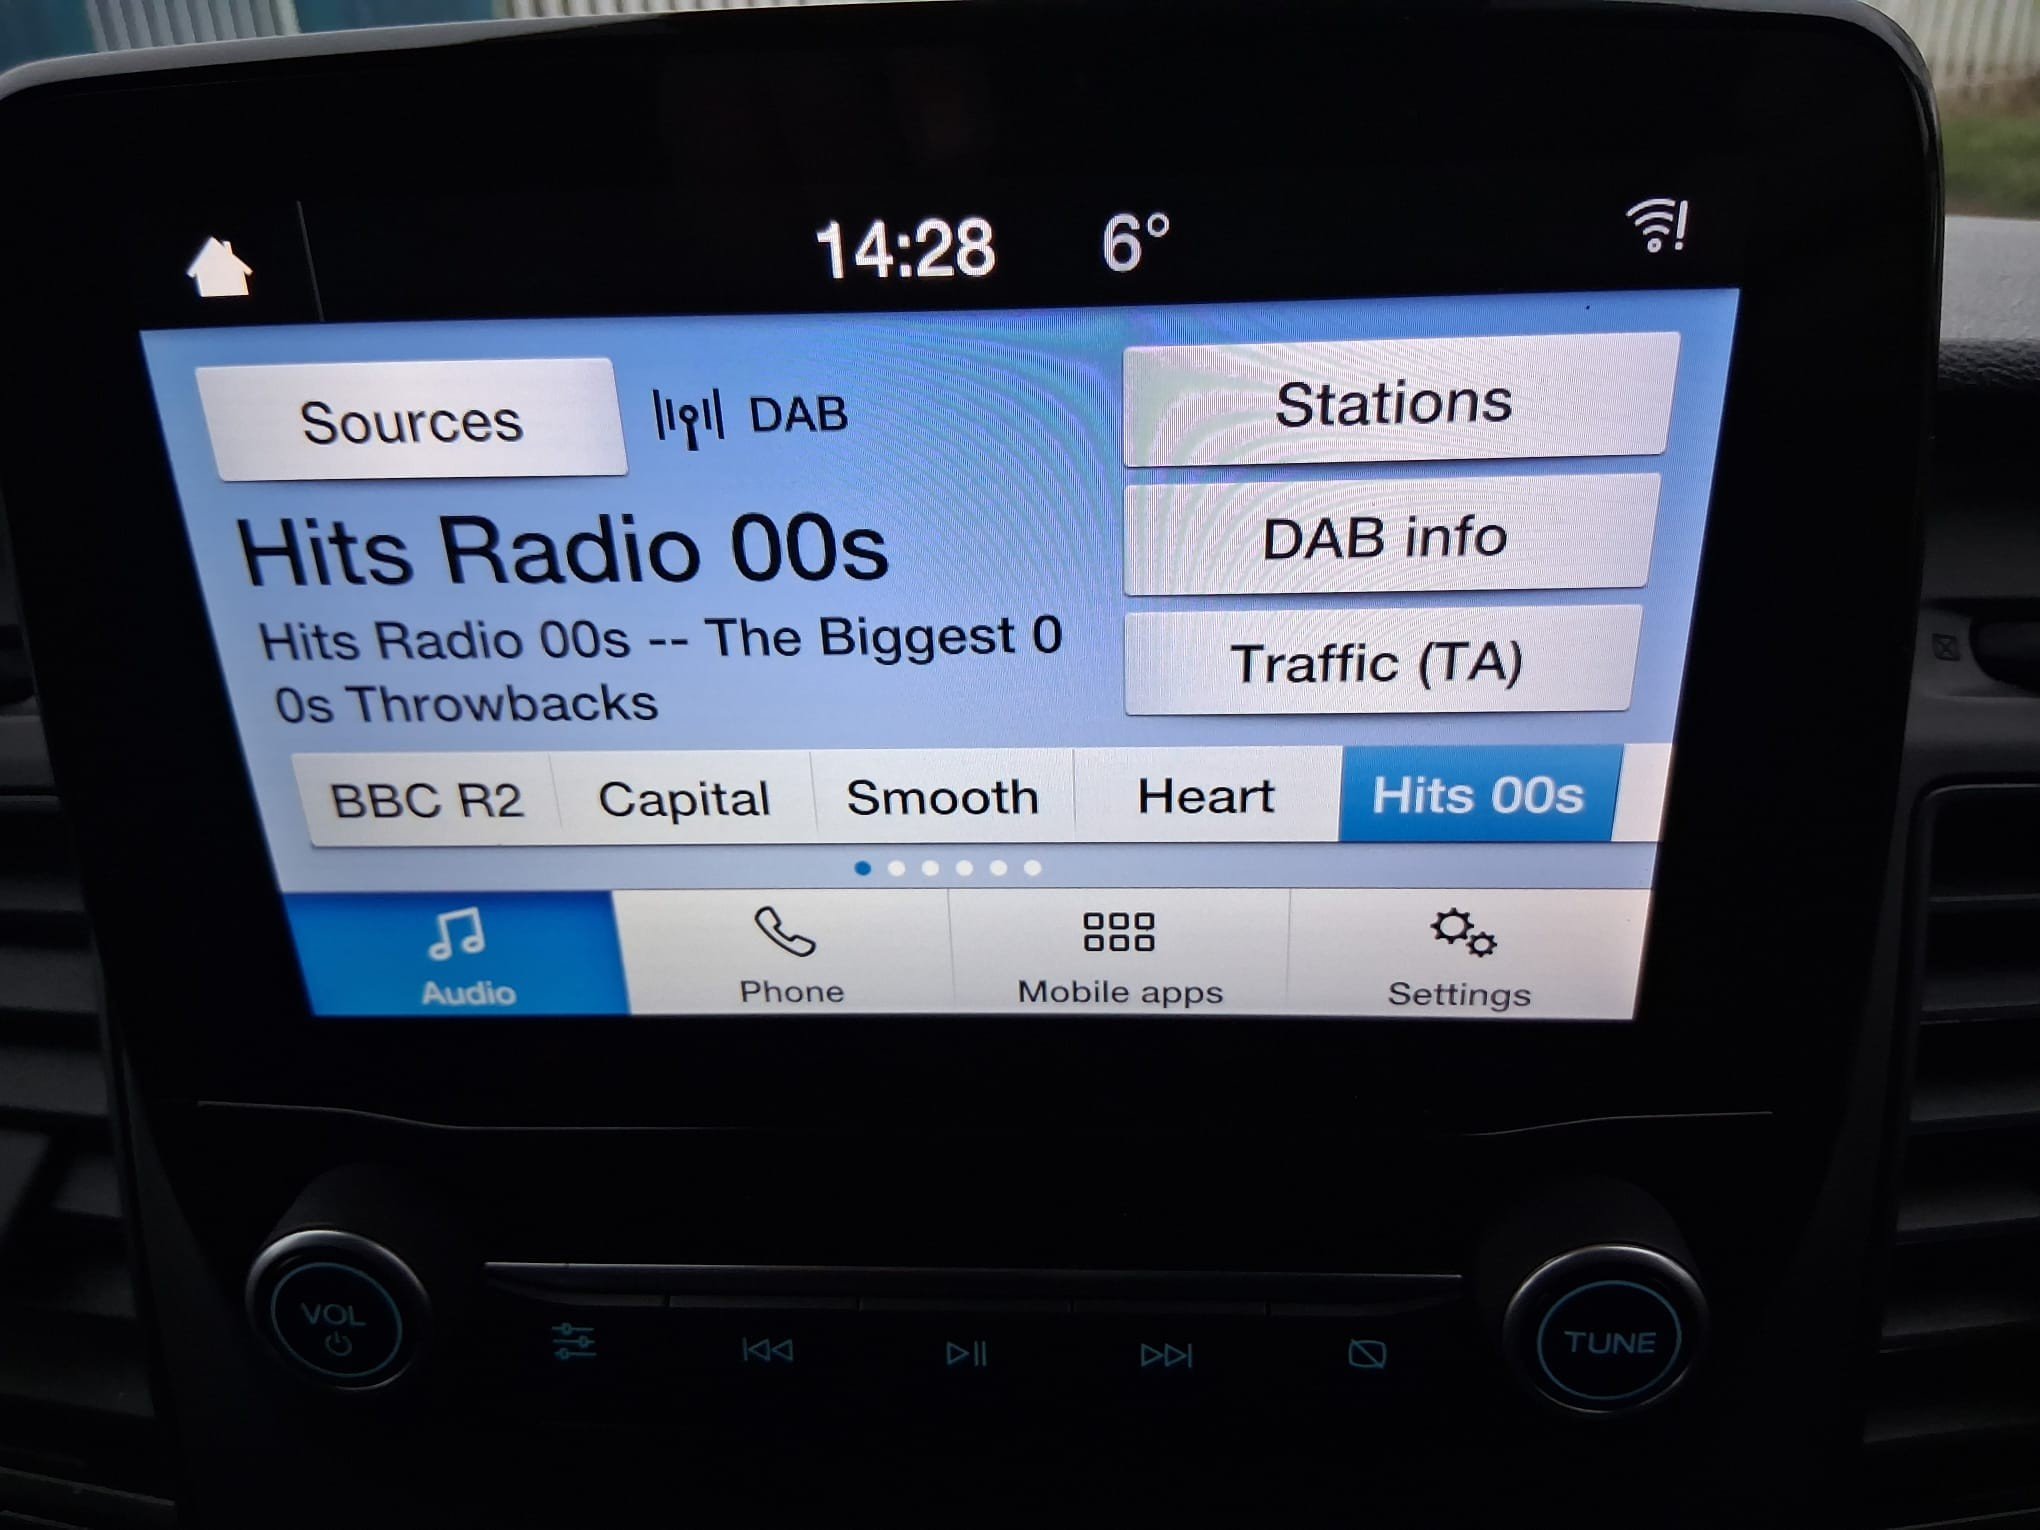 14:28 6°
Sources DAB Stations
Hits Radio 00s
DAB info
Hits Radio 00s -- The Biggest 0
0s Throwbacks
Traffic (TA)
BBC R2 Capital Smooth Heart Hits 00s
Audio Phone Mobile apps Settings
VOL TUNE